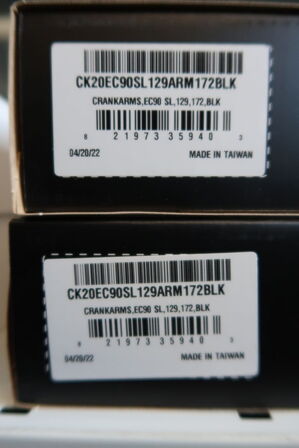 CK20EC90SL129ARM172BLK
CRANKARMS,EC90 SL,129,172,BLK
8 21973 35940 3
04/20/22 MADE IN TAIWAN
CK20EC90SL129ARM172BLK
CRANKARMS,EC90 SL,129,172,BLK
8 21973 35940 3
04/20/22 MADE IN TAIWAN